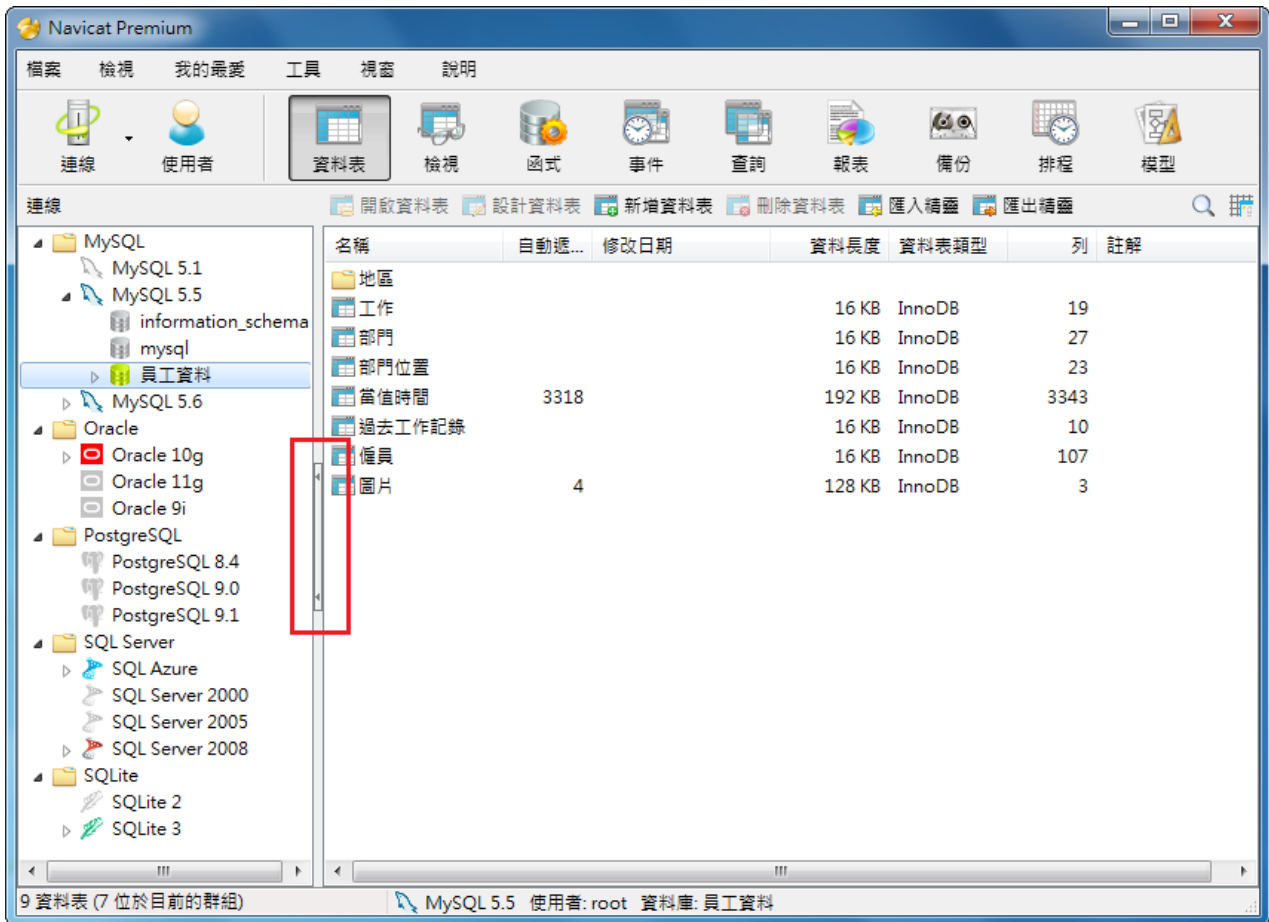 Navicat Premium
檔案 檢視 我的最愛 工具 視窗 說明
連線 使用者 資料表 檢視 函式 事件 查詢 報表 備份 排程 模型
連線 開啟資料表 設計資料表 新增資料表 刪除資料表 匯入精靈 匯出精靈
MySQL
MySQL 5.1
MySQL 5.5
information_schema
mysql
員工資料
MySQL 5.6
Oracle
Oracle 10g
Oracle 11g
Oracle 9i
PostgreSQL
PostgreSQL 8.4
PostgreSQL 9.0
PostgreSQL 9.1
SQL Server
SQL Azure
SQL Server 2000
SQL Server 2005
SQL Server 2008
SQLite
SQLite 2
SQLite 3
名稱 自動遞... 修改日期 資料長度 資料表類型 列 註解
地區
工作 16 KB InnoDB 19
部門 16 KB InnoDB 27
部門位置 16 KB InnoDB 23
當值時間 3318 192 KB InnoDB 3343
過去工作記錄 16 KB InnoDB 10
僱員 16 KB InnoDB 107
圖片 4 128 KB InnoDB 3
9 資料表 (7 位於目前的群組) MySQL 5.5 使用者: root 資料庫: 員工資料